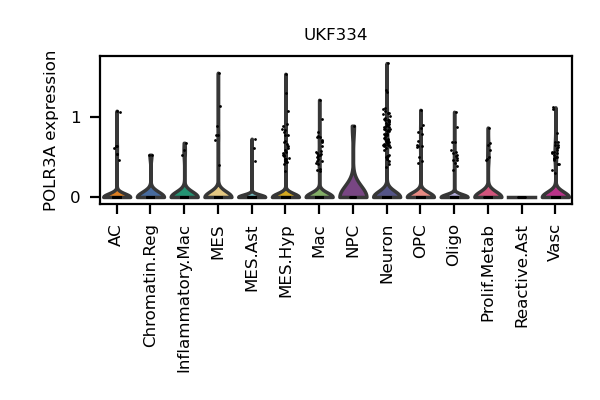 UKF334
POLR3A expression
1
0
AC
Chromatin.Reg
Inflammatory.Mac
MES
MES.Ast
MES.Hyp
Mac
NPC
Neuron
OPC
Oligo
Prolif.Metab
Reactive.Ast
Vasc